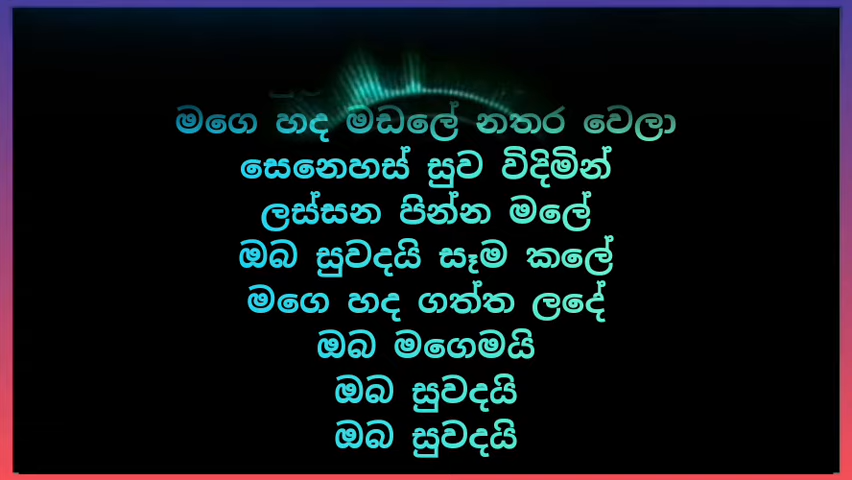 මගෙ හද මඩලේ නතර වෙලා
සෙනෙහස් සුව විදිමින්
ලස්සන පින්න මලේ
ඔබ සුවදයි සෑම කලේ
මගෙ හද ගත්ත ලදේ
ඔබ මගෙමයි
ඔබ සුවදයි
ඔබ සුවදයි